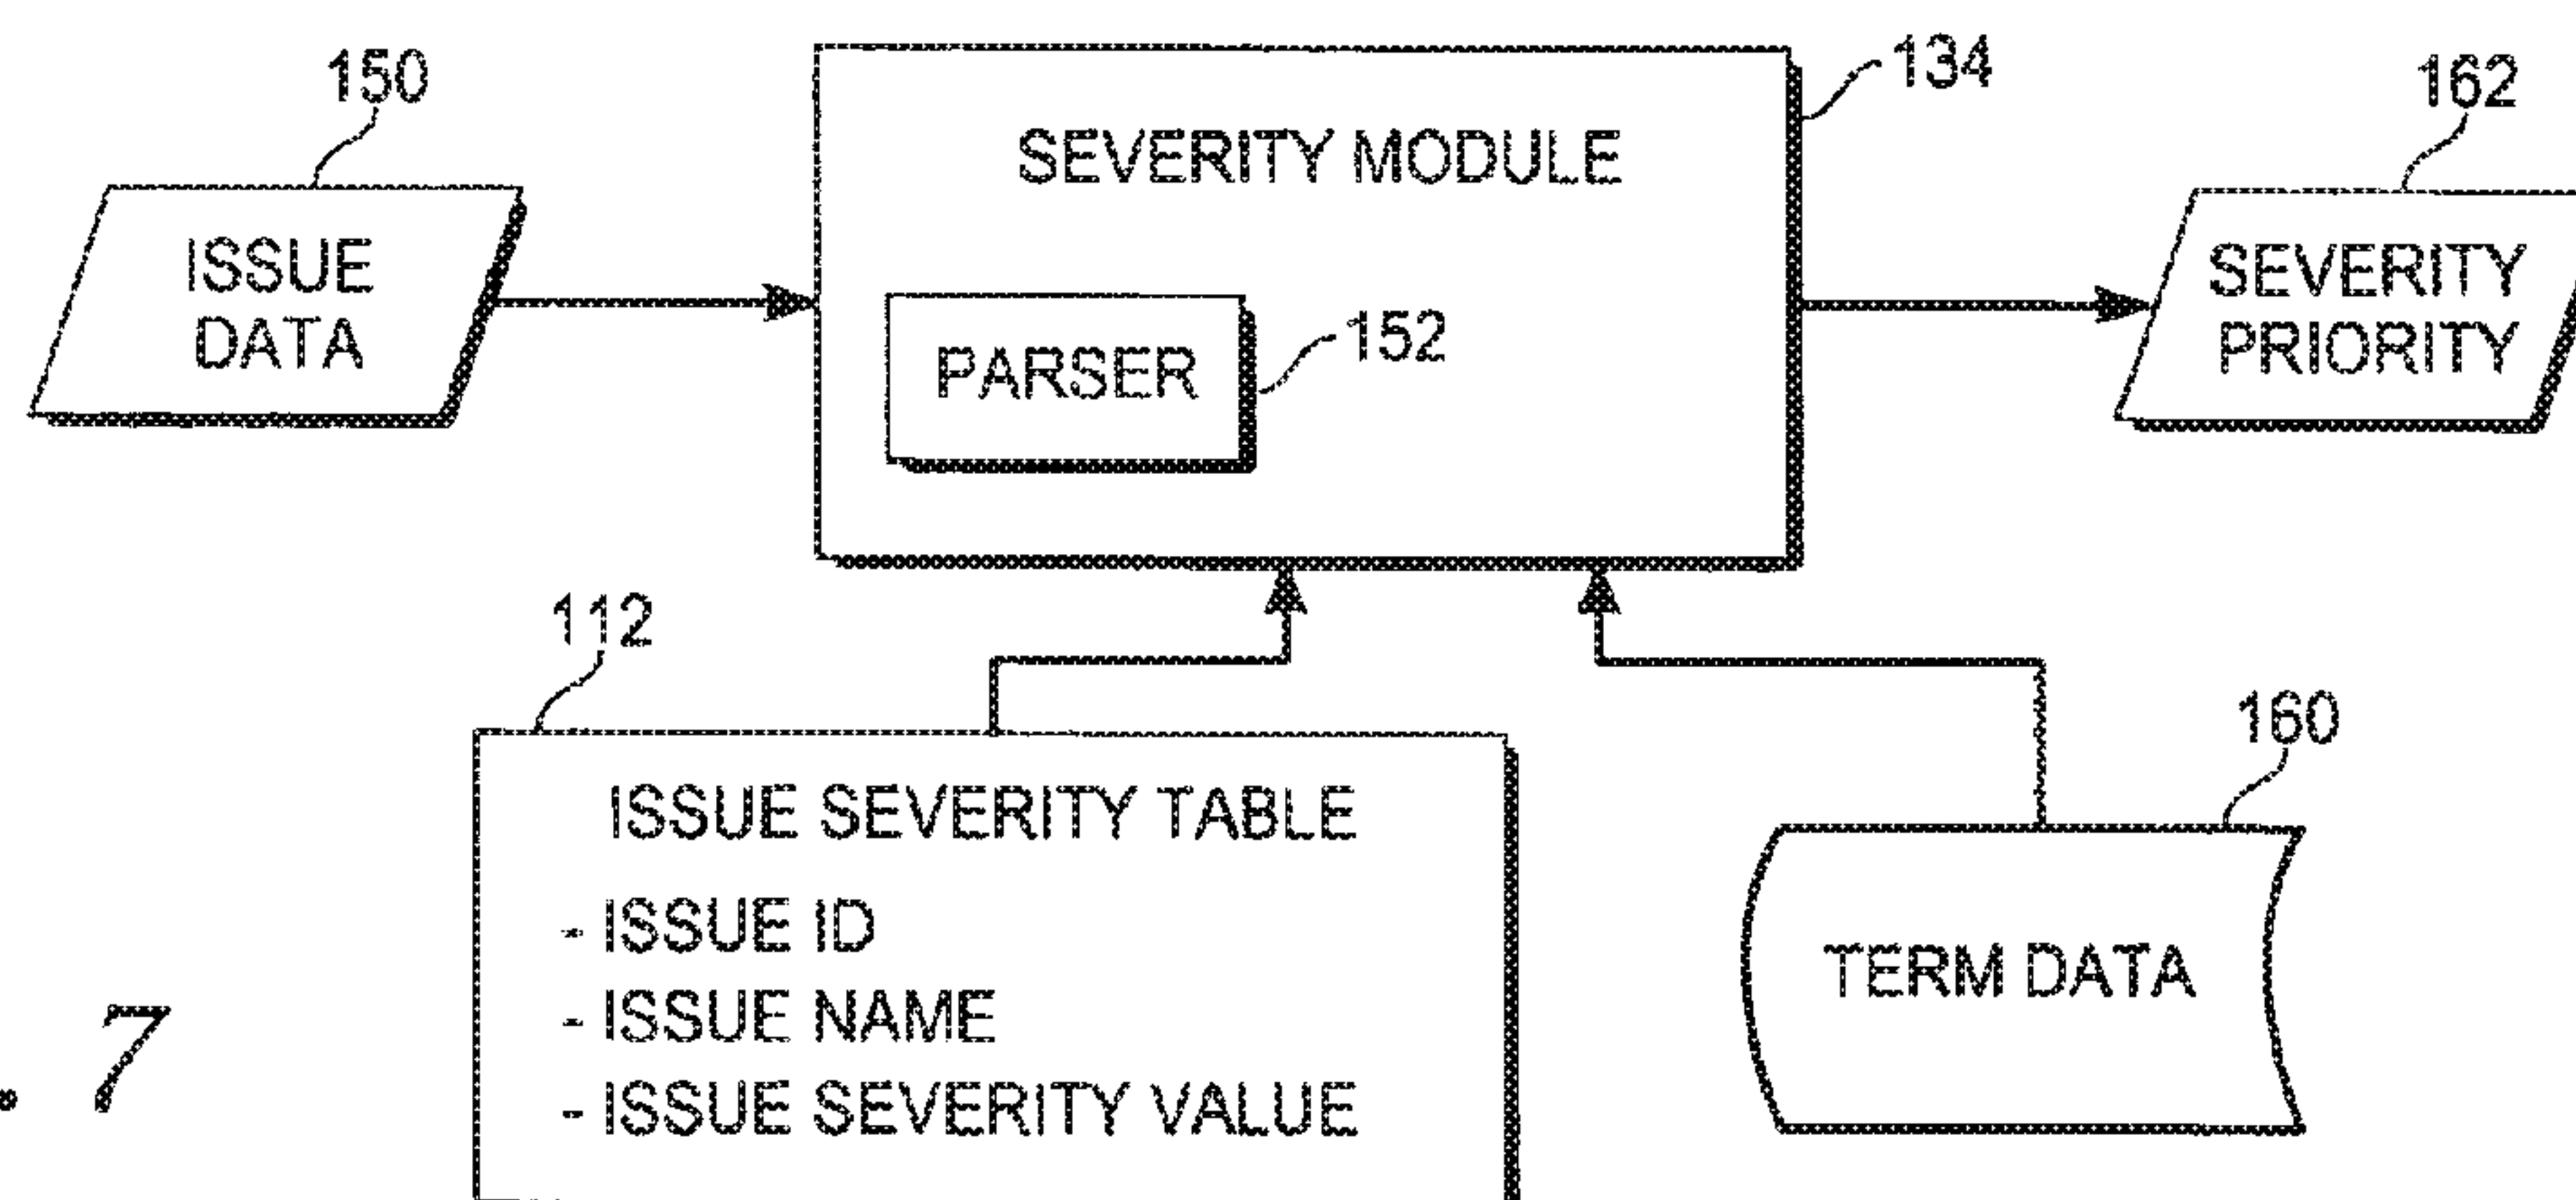 150
134
162
SEVERITY MODULE
ISSUE
DATA
SEVERITY
PRIORITY
PARSER
152
112
160
ISSUE SEVERITY TABLE
- ISSUE ID
- ISSUE NAME
- ISSUE SEVERITY VALUE
TERM DATA
. 7